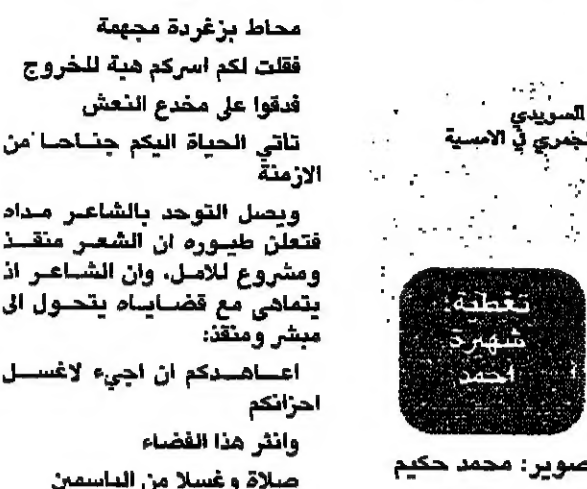 محاط بزغردة مجهمة
فقلت لكم اسركم هبة للخروج
فدقوا على مخدع النعش
تأتي الحياة اليكم جناحا من
الازمنة
ويصل التوحد بالشاعر مداه
فتعلن طيوره ان الشعر منقذ
ومشروع للامل، وان الشاعر اذ
يتماهى مع قضاياه يتحول الى
مبشر ومنقذ:
اعاهدكم ان اجيء لاغسل
احزانكم
وانثر هذا الفضاء
صلاة وغسلا من الياسمين
السويدي
لجمري في الامسية
تغطية:
شهيرة
احمد
صوير: محمد حكيم